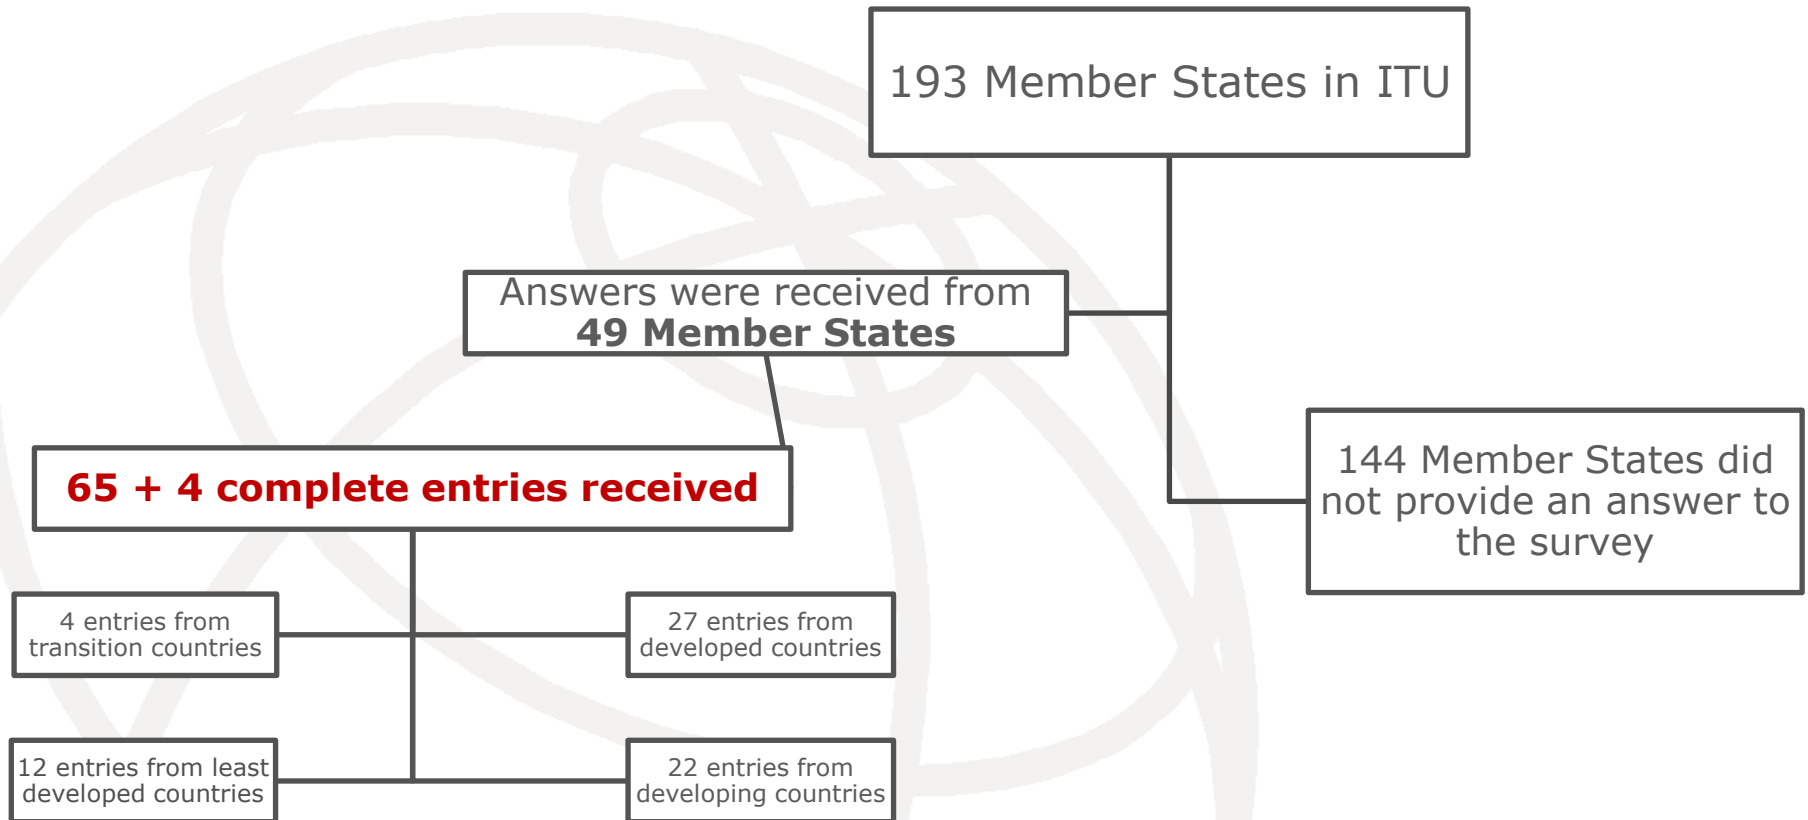 193 Member States in ITU
Answers were received from
49 Member States
65 + 4 complete entries received
144 Member States did
not provide an answer to
the survey
4 entries from
transition countries
27 entries from
developed countries
12 entries from least
developed countries
22 entries from
developing countries